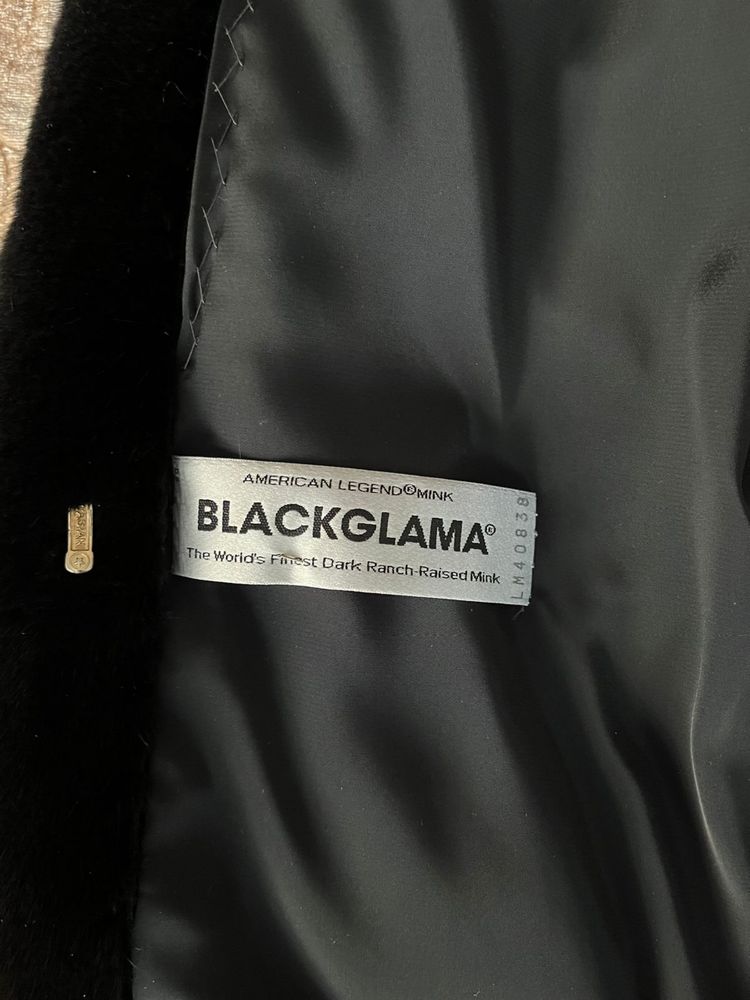 AMERICAN LEGEND®MINK
BLACKGLAMA®
The World's Finest Dark Ranch-Raised Mink
LM40838